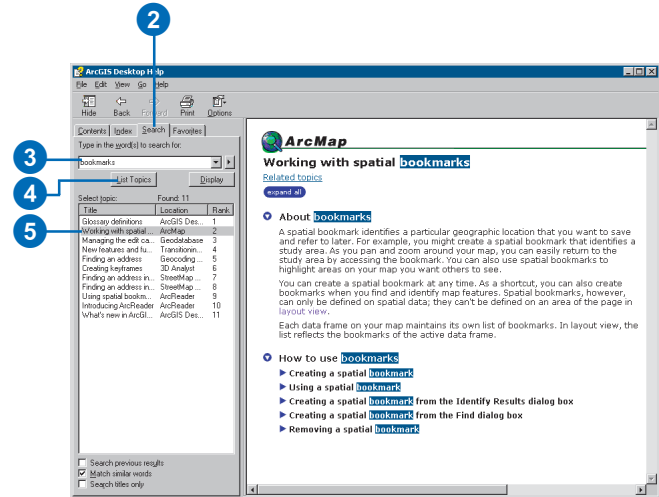 2
ArcGIS Desktop Help
File Edit View Go Help
Hide Back Forward Print Options
Contents Index Search Favorites
Type in the word(s) to search for:
3
bookmarks
4
List Topics Display
Select topic: Found: 11
Title Location Rank
5
Glossary definitions ArcGIS Des... 1
Working with spatial ... ArcMap 2
Managing the edit ca... Geodatabase 3
New features and fu... Transitionin... 4
Finding an address Geocoding ... 5
Creating keyframes 3D Analyst 6
Finding an address in... StreetMap ... 7
Finding an address in... StreetMap ... 8
Using spatial bookm... ArcReader 9
Introducing ArcReader ArcReader 10
What's new in ArcGI... ArcGIS Des... 11
Search previous results
Match similar words
Search titles only
ArcMap
Working with spatial bookmarks
Related topics
expand all
About bookmarks
A spatial bookmark identifies a particular geographic location that you want to save
and refer to later. For example, you might create a spatial bookmark that identifies a
study area. As you pan and zoom around your map, you can easily return to the
study area by accessing the bookmark. You can also use spatial bookmarks to
highlight areas on your map you want others to see.
You can create a spatial bookmark at any time. As a shortcut, you can also create
bookmarks when you find and identify map features. Spatial bookmarks, however,
can only be defined on spatial data; they can't be defined on an area of the page in
layout view.
Each data frame on your map maintains its own list of bookmarks. In layout view, the
list reflects the bookmarks of the active data frame.
How to use bookmarks
Creating a spatial bookmark
Using a spatial bookmark
Creating a spatial bookmark from the Identify Results dialog box
Creating a spatial bookmark from the Find dialog box
Removing a spatial bookmark